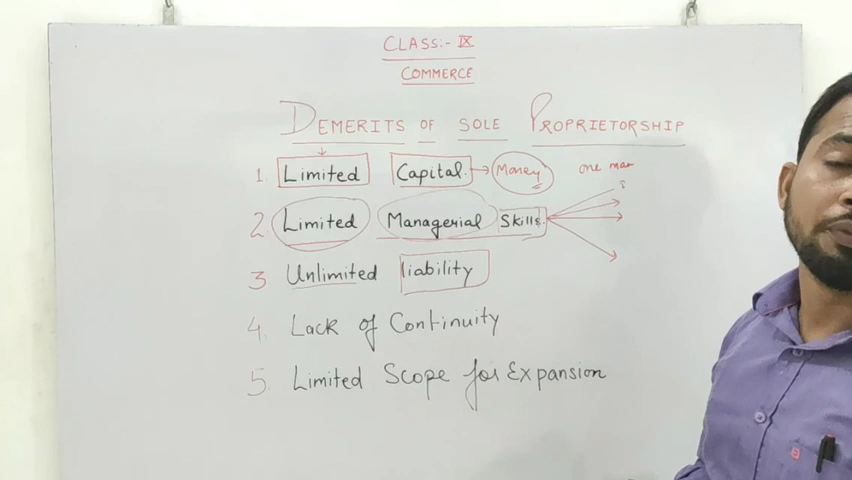 CLASS:- IX
COMMERCE
DEMERITS OF SOLE PROPRIETORSHIP
1. Limited Capital. → Money one man
2 Limited Managerial Skills.
3 Unlimited liability
4. Lack of Continuity
5 Limited Scope for Expansion